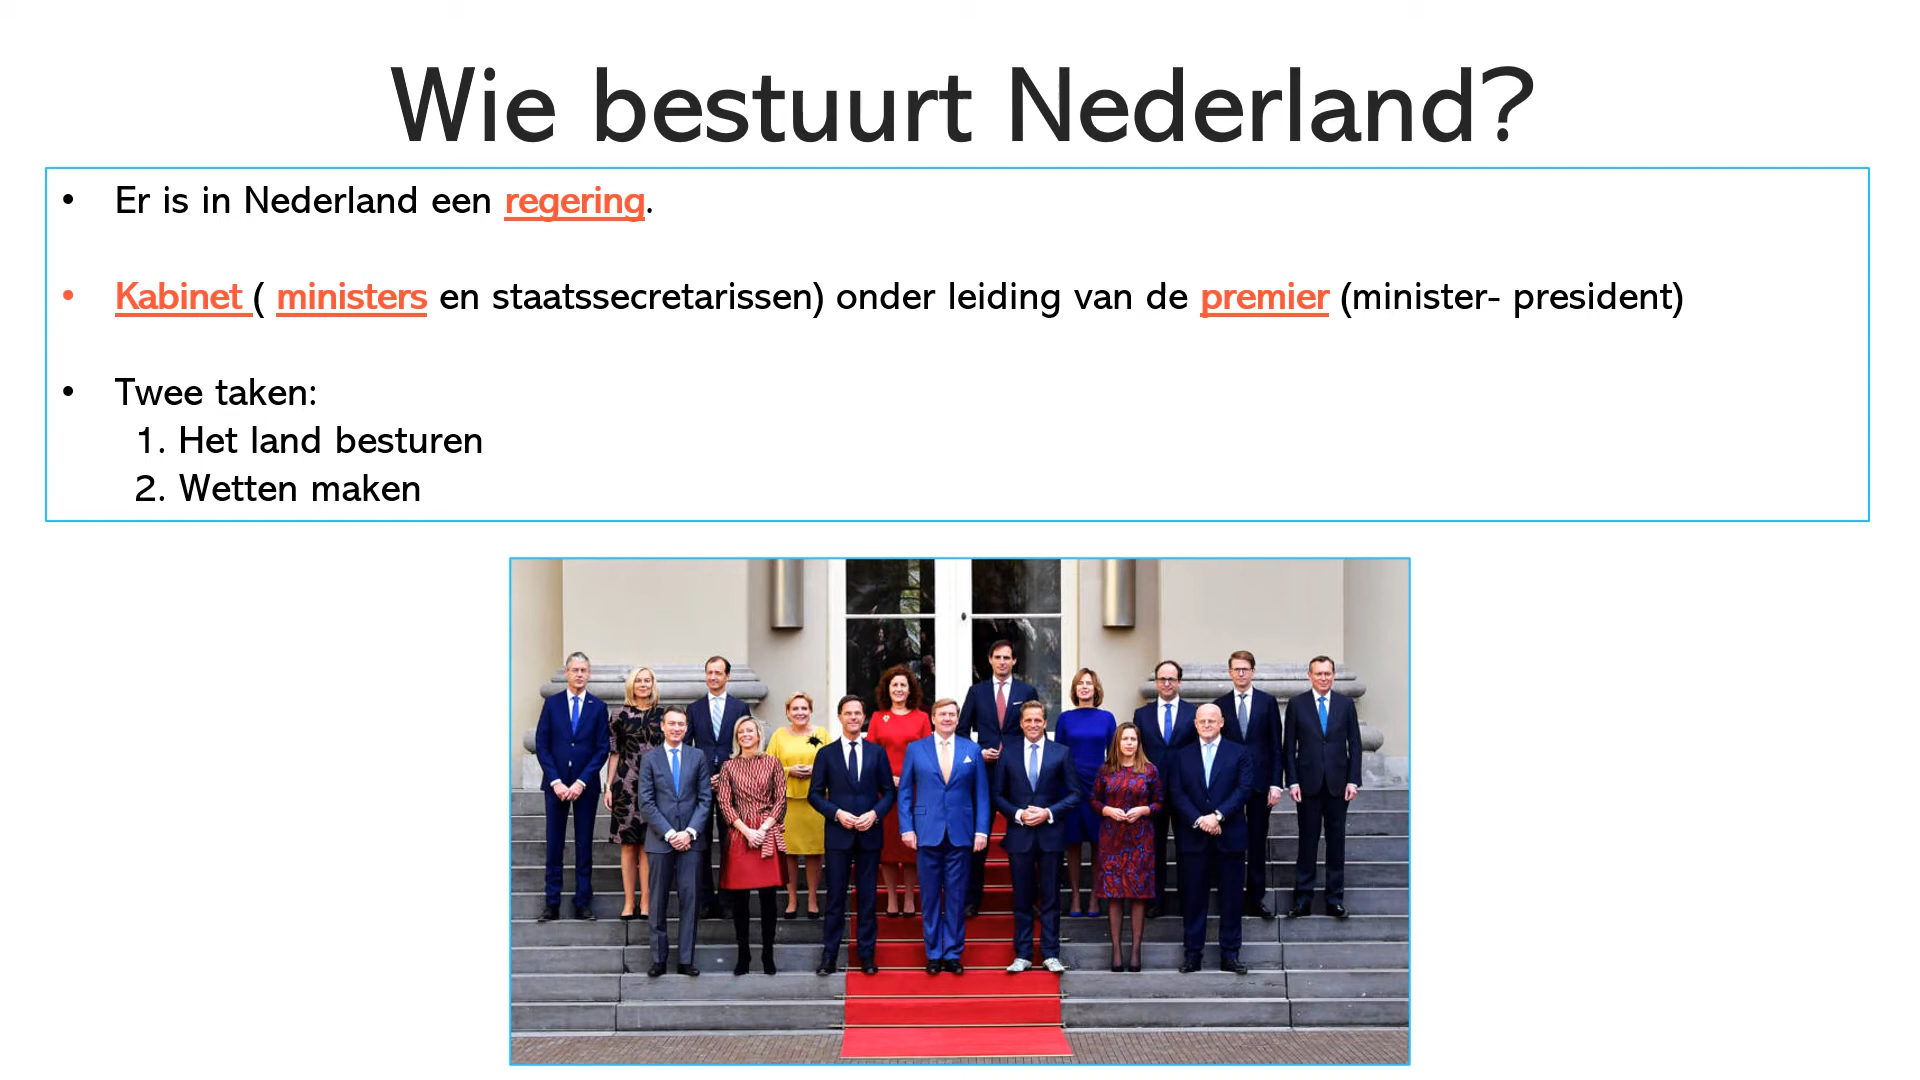 Wie bestuurt Nederland?
• Er is in Nederland een regering.
• Kabinet ( ministers en staatssecretarissen) onder leiding van de premier (minister- president)
• Twee taken:
1. Het land besturen
2. Wetten maken